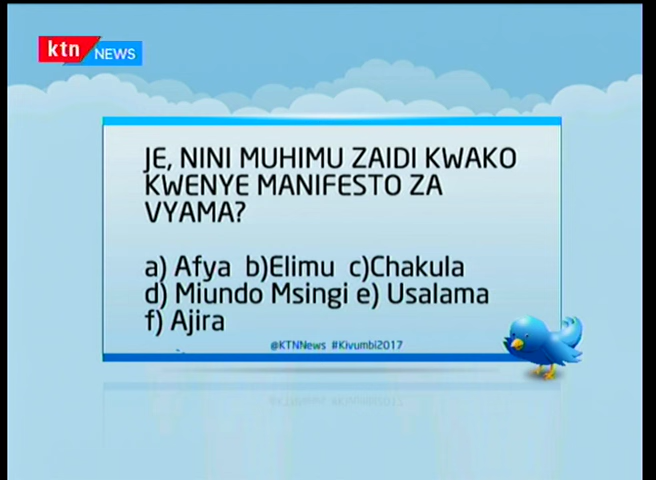 ktn NEWS
JE, NINI MUHIMU ZAIDI KWAKO
KWENYE MANIFESTO ZA
VYAMA?
a) Afya b)Elimu c)Chakula
d) Miundo Msingi e) Usalama
f) Ajira
@KTNNews #Kivumbi2017